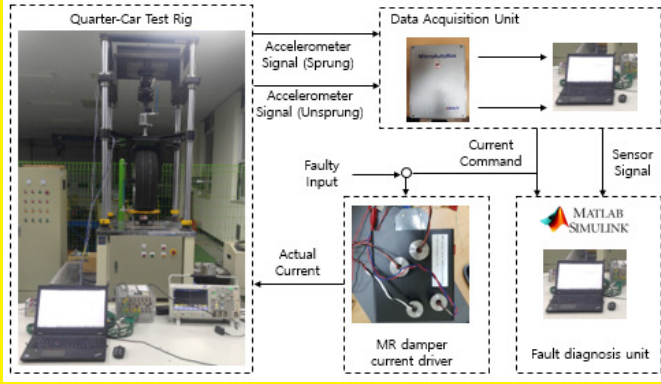 Quarter-Car Test Rig
Accelerometer
Signal (Sprung)
Accelerometer
Signal (Unsprung)
Data Acquisition Unit
MicroAutoBox
Current
Command
Sensor
Signal
Faulty
Input
MATLAB
SIMULINK
Actual
Current
MR damper
current driver
Fault diagnosis unit